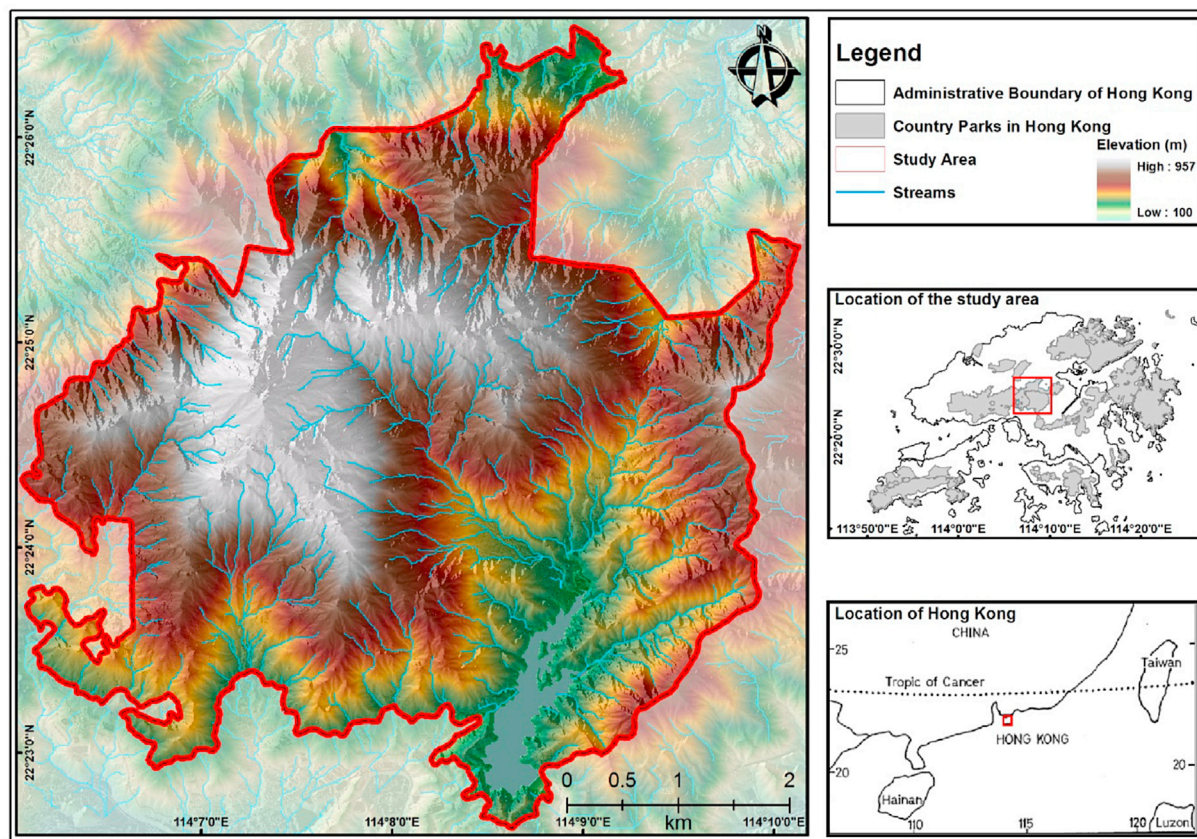 N
22°26'0"N
22°25'0"N
22°24'0"N
22°23'0"N
114°7'0"E
114°8'0"E
114°9'0"E
114°10'0"E
0 0.5 1 2
km
Legend
Administrative Boundary of Hong Kong
Country Parks in Hong Kong
Study Area
Streams
Elevation (m)
High : 957
Low : 100
Location of the study area
22°30'0"N
22°20'0"N
113°50'0"E
114°0'0"E
114°10'0"E
114°20'0"E
Location of Hong Kong
CHINA
25
25
Taiwan
Tropic of Cancer
HONG KONG
20
20
Hainan
Luzon
110
115
120